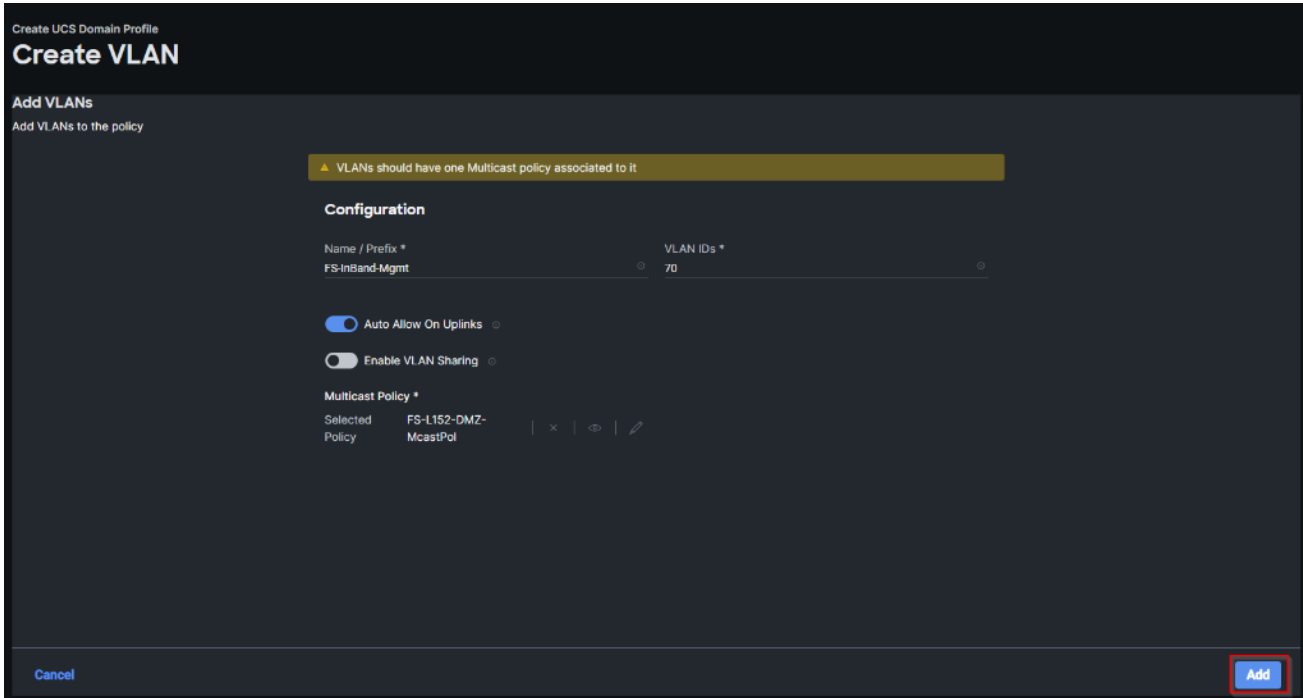 Create UCS Domain Profile
Create VLAN
Add VLANs
Add VLANs to the policy
VLANs should have one Multicast policy associated to it
Configuration
Name / Prefix *
FS-InBand-Mgmt
VLAN IDs *
70
Auto Allow On Uplinks
Enable VLAN Sharing
Multicast Policy *
Selected Policy
FS-L152-DMZ-
McastPol
Cancel
Add